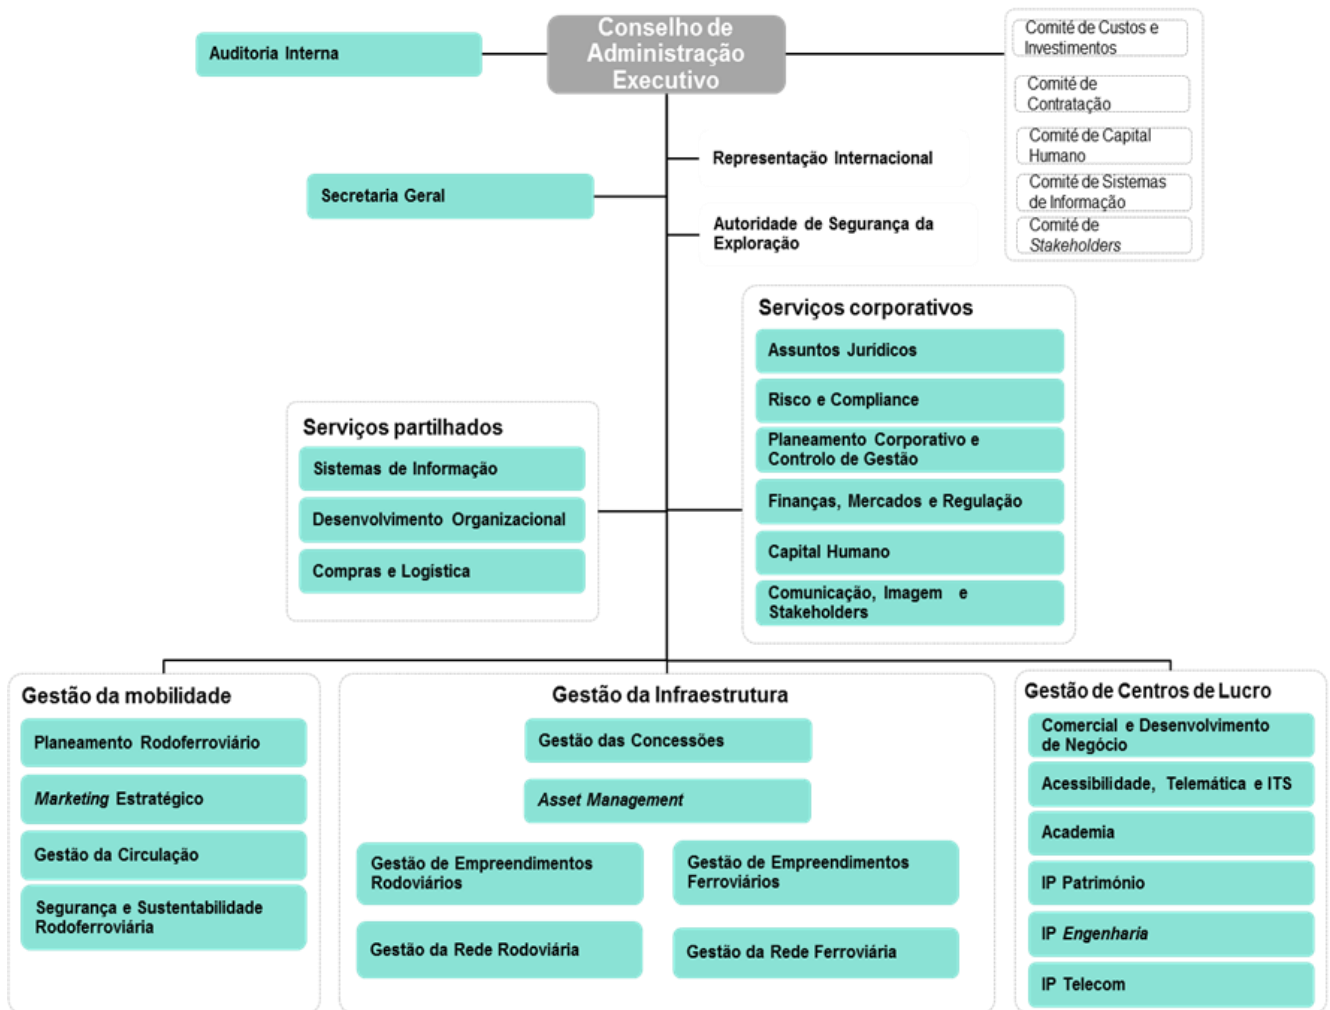 Conselho de
Administração
Executivo
Auditoria Interna
Comité de Custos e
Investimentos
Comité de
Contratação
Comité de Capital
Humano
Comité de Sistemas
de Informação
Comité de
Stakeholders
Representação Internacional
Secretaria Geral
Autoridade de Segurança da
Exploração
Serviços corporativos
Assuntos Jurídicos
Risco e Compliance
Planeamento Corporativo e
Controlo de Gestão
Finanças, Mercados e Regulação
Capital Humano
Comunicação, Imagem e
Stakeholders
Serviços partilhados
Sistemas de Informação
Desenvolvimento Organizacional
Compras e Logística
Gestão da mobilidade
Planeamento Rodoferroviário
Marketing Estratégico
Gestão da Circulação
Segurança e Sustentabilidade
Rodoferroviária
Gestão da Infraestrutura
Gestão das Concessões
Asset Management
Gestão de Empreendimentos
Rodoviários
Gestão de Empreendimentos
Ferroviários
Gestão da Rede Rodoviária
Gestão da Rede Ferroviária
Gestão de Centros de Lucro
Comercial e Desenvolvimento
de Negócio
Acessibilidade, Telemática e ITS
Academia
IP Património
IP Engenharia
IP Telecom